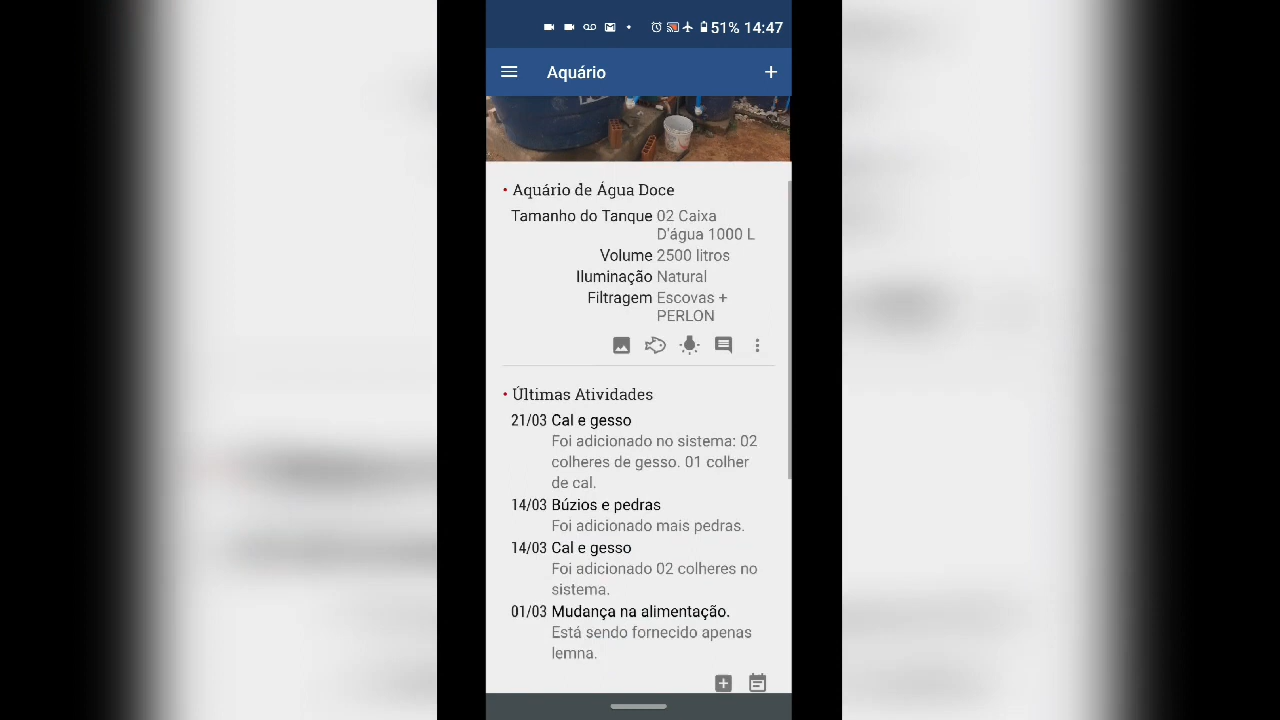 51% 14:47
Aquário
• Aquário de Água Doce
Tamanho do Tanque 02 Caixa
D'água 1000 L
Volume 2500 litros
Iluminação Natural
Filtragem Escovas +
PERLON
• Últimas Atividades
21/03 Cal e gesso
Foi adicionado no sistema: 02
colheres de gesso. 01 colher
de cal.
14/03 Búzios e pedras
Foi adicionado mais pedras.
14/03 Cal e gesso
Foi adicionado 02 colheres no
sistema.
01/03 Mudança na alimentação.
Está sendo fornecido apenas
lemna.